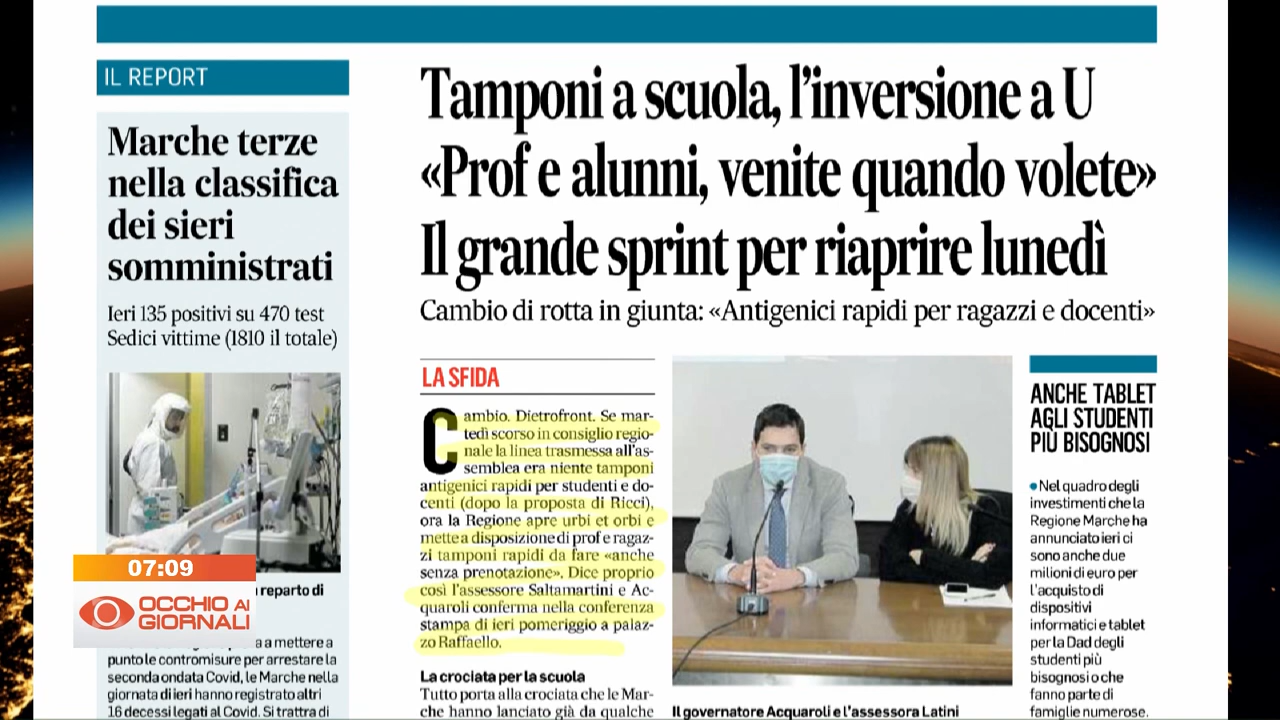 IL REPORT
Marche terze
nella classifica
dei sieri
somministrati
Ieri 135 positivi su 470 test
Sedici vittime (1810 il totale)
07:09
OCCHIO AI
GIORNALI
reparto di
a a mettere a
punto le contromisure per arrestare la
seconda ondata Covid, le Marche nella
giornata di ieri hanno registrato altri
16 decessi legati al Covid. Si tratta di
Tamponi a scuola, l'inversione a U
«Prof e alunni, venite quando volete»
Il grande sprint per riaprire lunedì
Cambio di rotta in giunta: «Antigenici rapidi per ragazzi e docenti»
LA SFIDA
Cambio. Dietrofront. Se mar-
tedì scorso in consiglio regio-
nale la linea trasmessa all'as-
semblea era niente tamponi
antigenici rapidi per studenti e do-
centi (dopo la proposta di Ricci),
ora la Regione apre urbi et orbi e
mette a disposizione di prof e ragaz-
zi tamponi rapidi da fare «anche
senza prenotazione». Dice proprio
così l'assessore Saltamartini e Ac-
quaroli conferma nella conferenza
stampa di ieri pomeriggio a palaz-
zo Raffaello.
La crociata per la scuola
Tutto porta alla crociata che le Mar-
che hanno lanciato già da qualche
Il governatore Acquaroli e l'assessora Latini
ANCHE TABLET
AGLI STUDENTI
PIÙ BISOGNOSI
●Nel quadro degli
investimenti che la
Regione Marche ha
annunciato ieri ci
sono anche due
milioni di euro per
l'acquisto di
dispositivi
informatici e tablet
per la Dad degli
studenti più
bisognosi o che
fanno parte di
famiglie numerose.